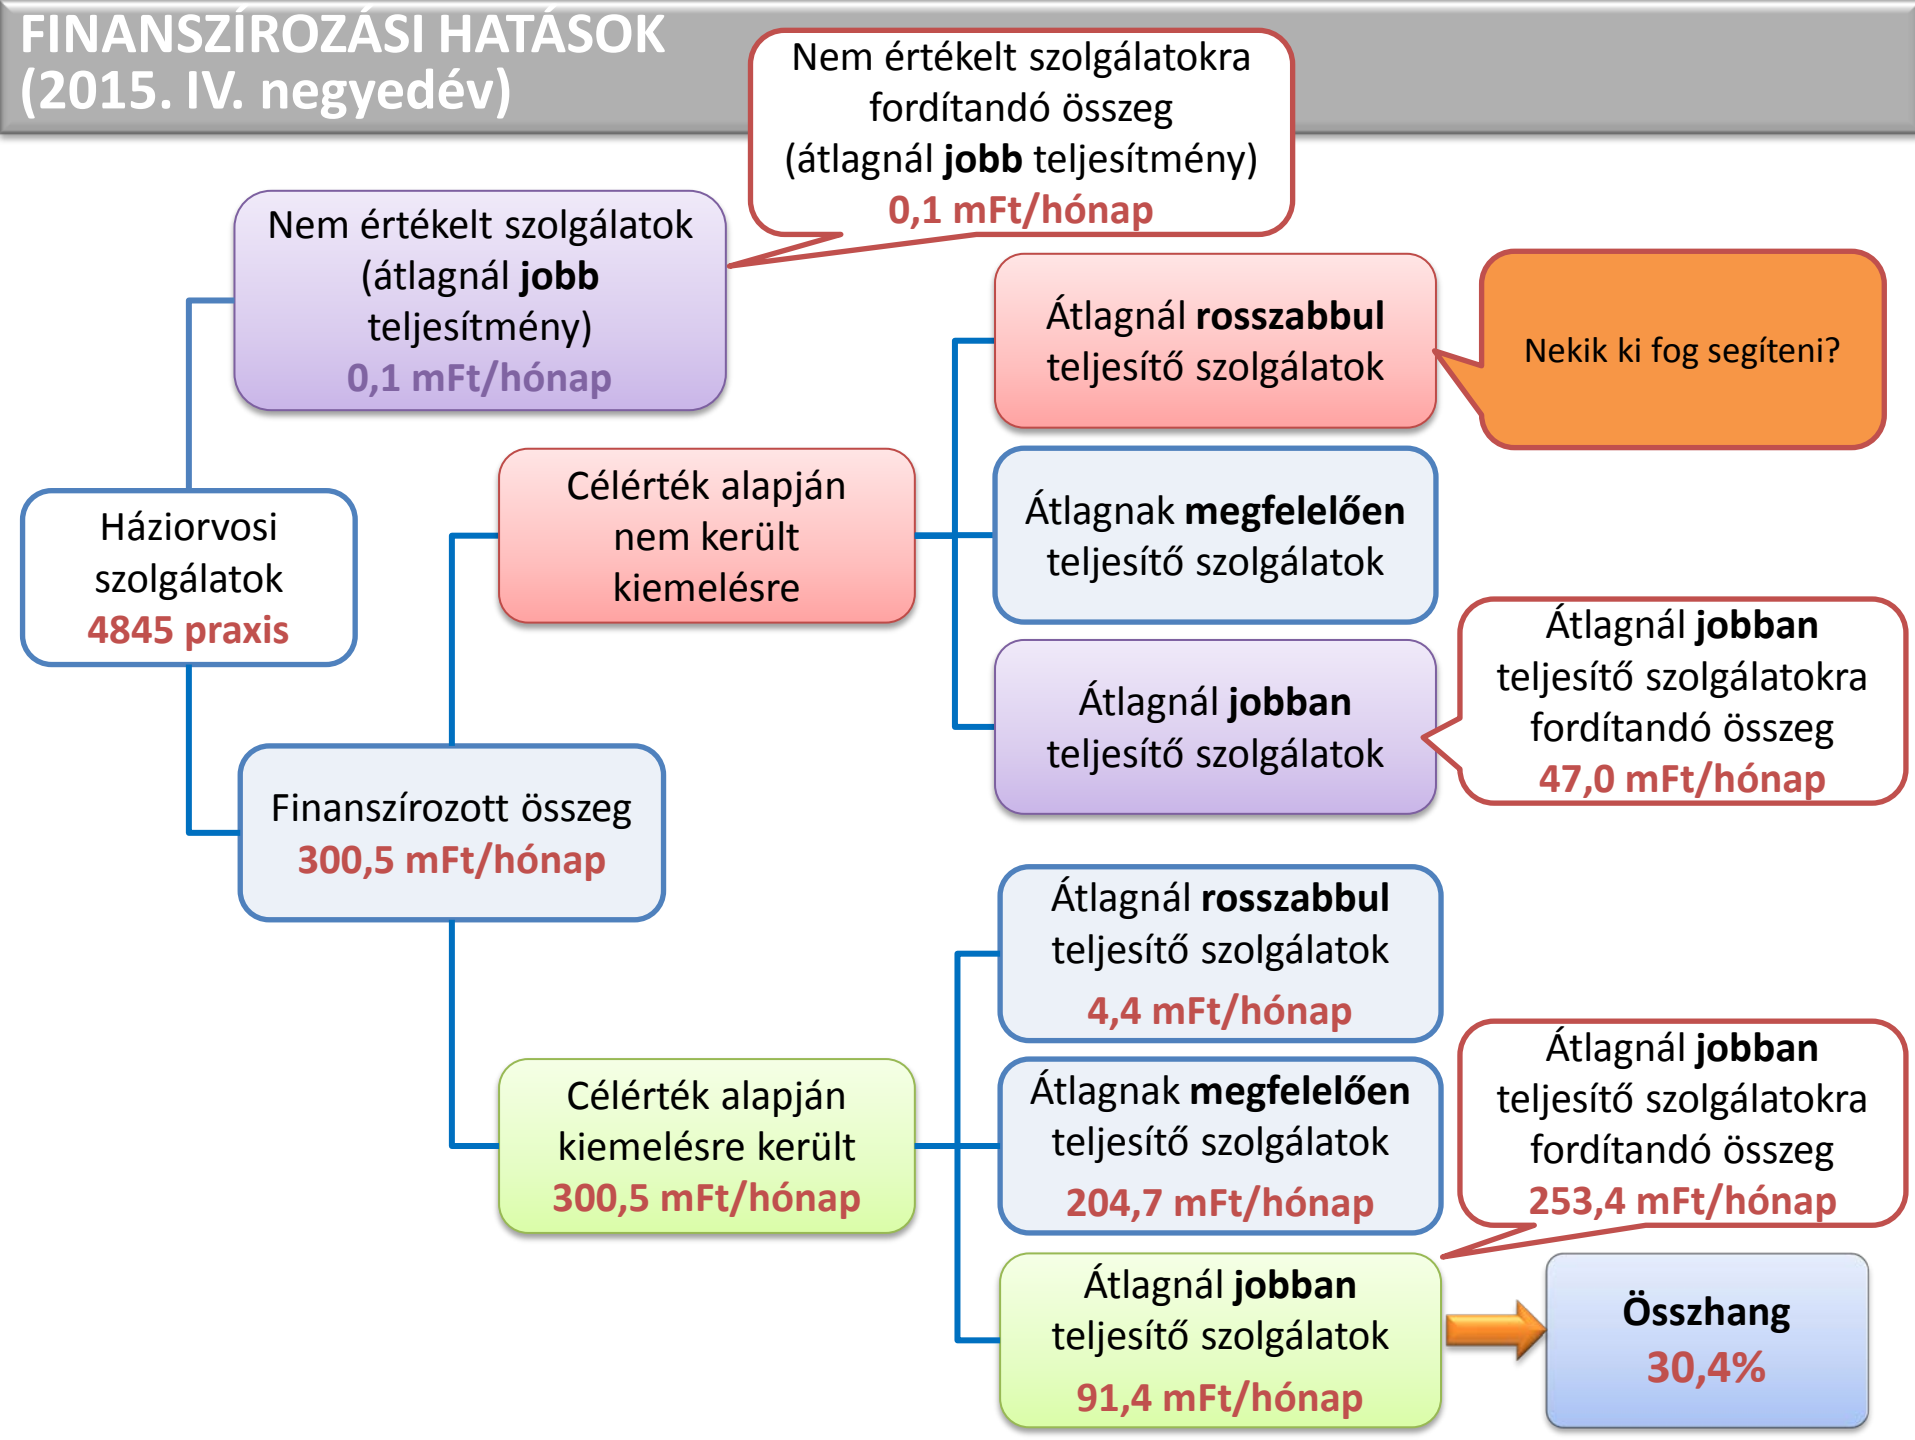 FINANSZÍROZÁSI HATÁSOK
(2015. IV. negyedév)
Nem értékelt szolgálatokra
fordítandó összeg
(átlagnál jobb teljesítmény)
0,1 mFt/hónap
Nem értékelt szolgálatok
(átlagnál jobb
teljesítmény)
0,1 mFt/hónap
Átlagnál rosszabbul
teljesítő szolgálatok
Nekik ki fog segíteni?
Célérték alapján
nem került
kiemelésre
Átlagnak megfelelően
teljesítő szolgálatok
Háziorvosi
szolgálatok
4845 praxis
Átlagnál jobban
teljesítő szolgálatok
Átlagnál jobban
teljesítő szolgálatokra
fordítandó összeg
47,0 mFt/hónap
Finanszírozott összeg
300,5 mFt/hónap
Átlagnál rosszabbul
teljesítő szolgálatok
4,4 mFt/hónap
Célérték alapján
kiemelésre került
300,5 mFt/hónap
Átlagnak megfelelően
teljesítő szolgálatok
204,7 mFt/hónap
Átlagnál jobban
teljesítő szolgálatokra
fordítandó összeg
253,4 mFt/hónap
Átlagnál jobban
teljesítő szolgálatok
91,4 mFt/hónap
Összhang
30,4%